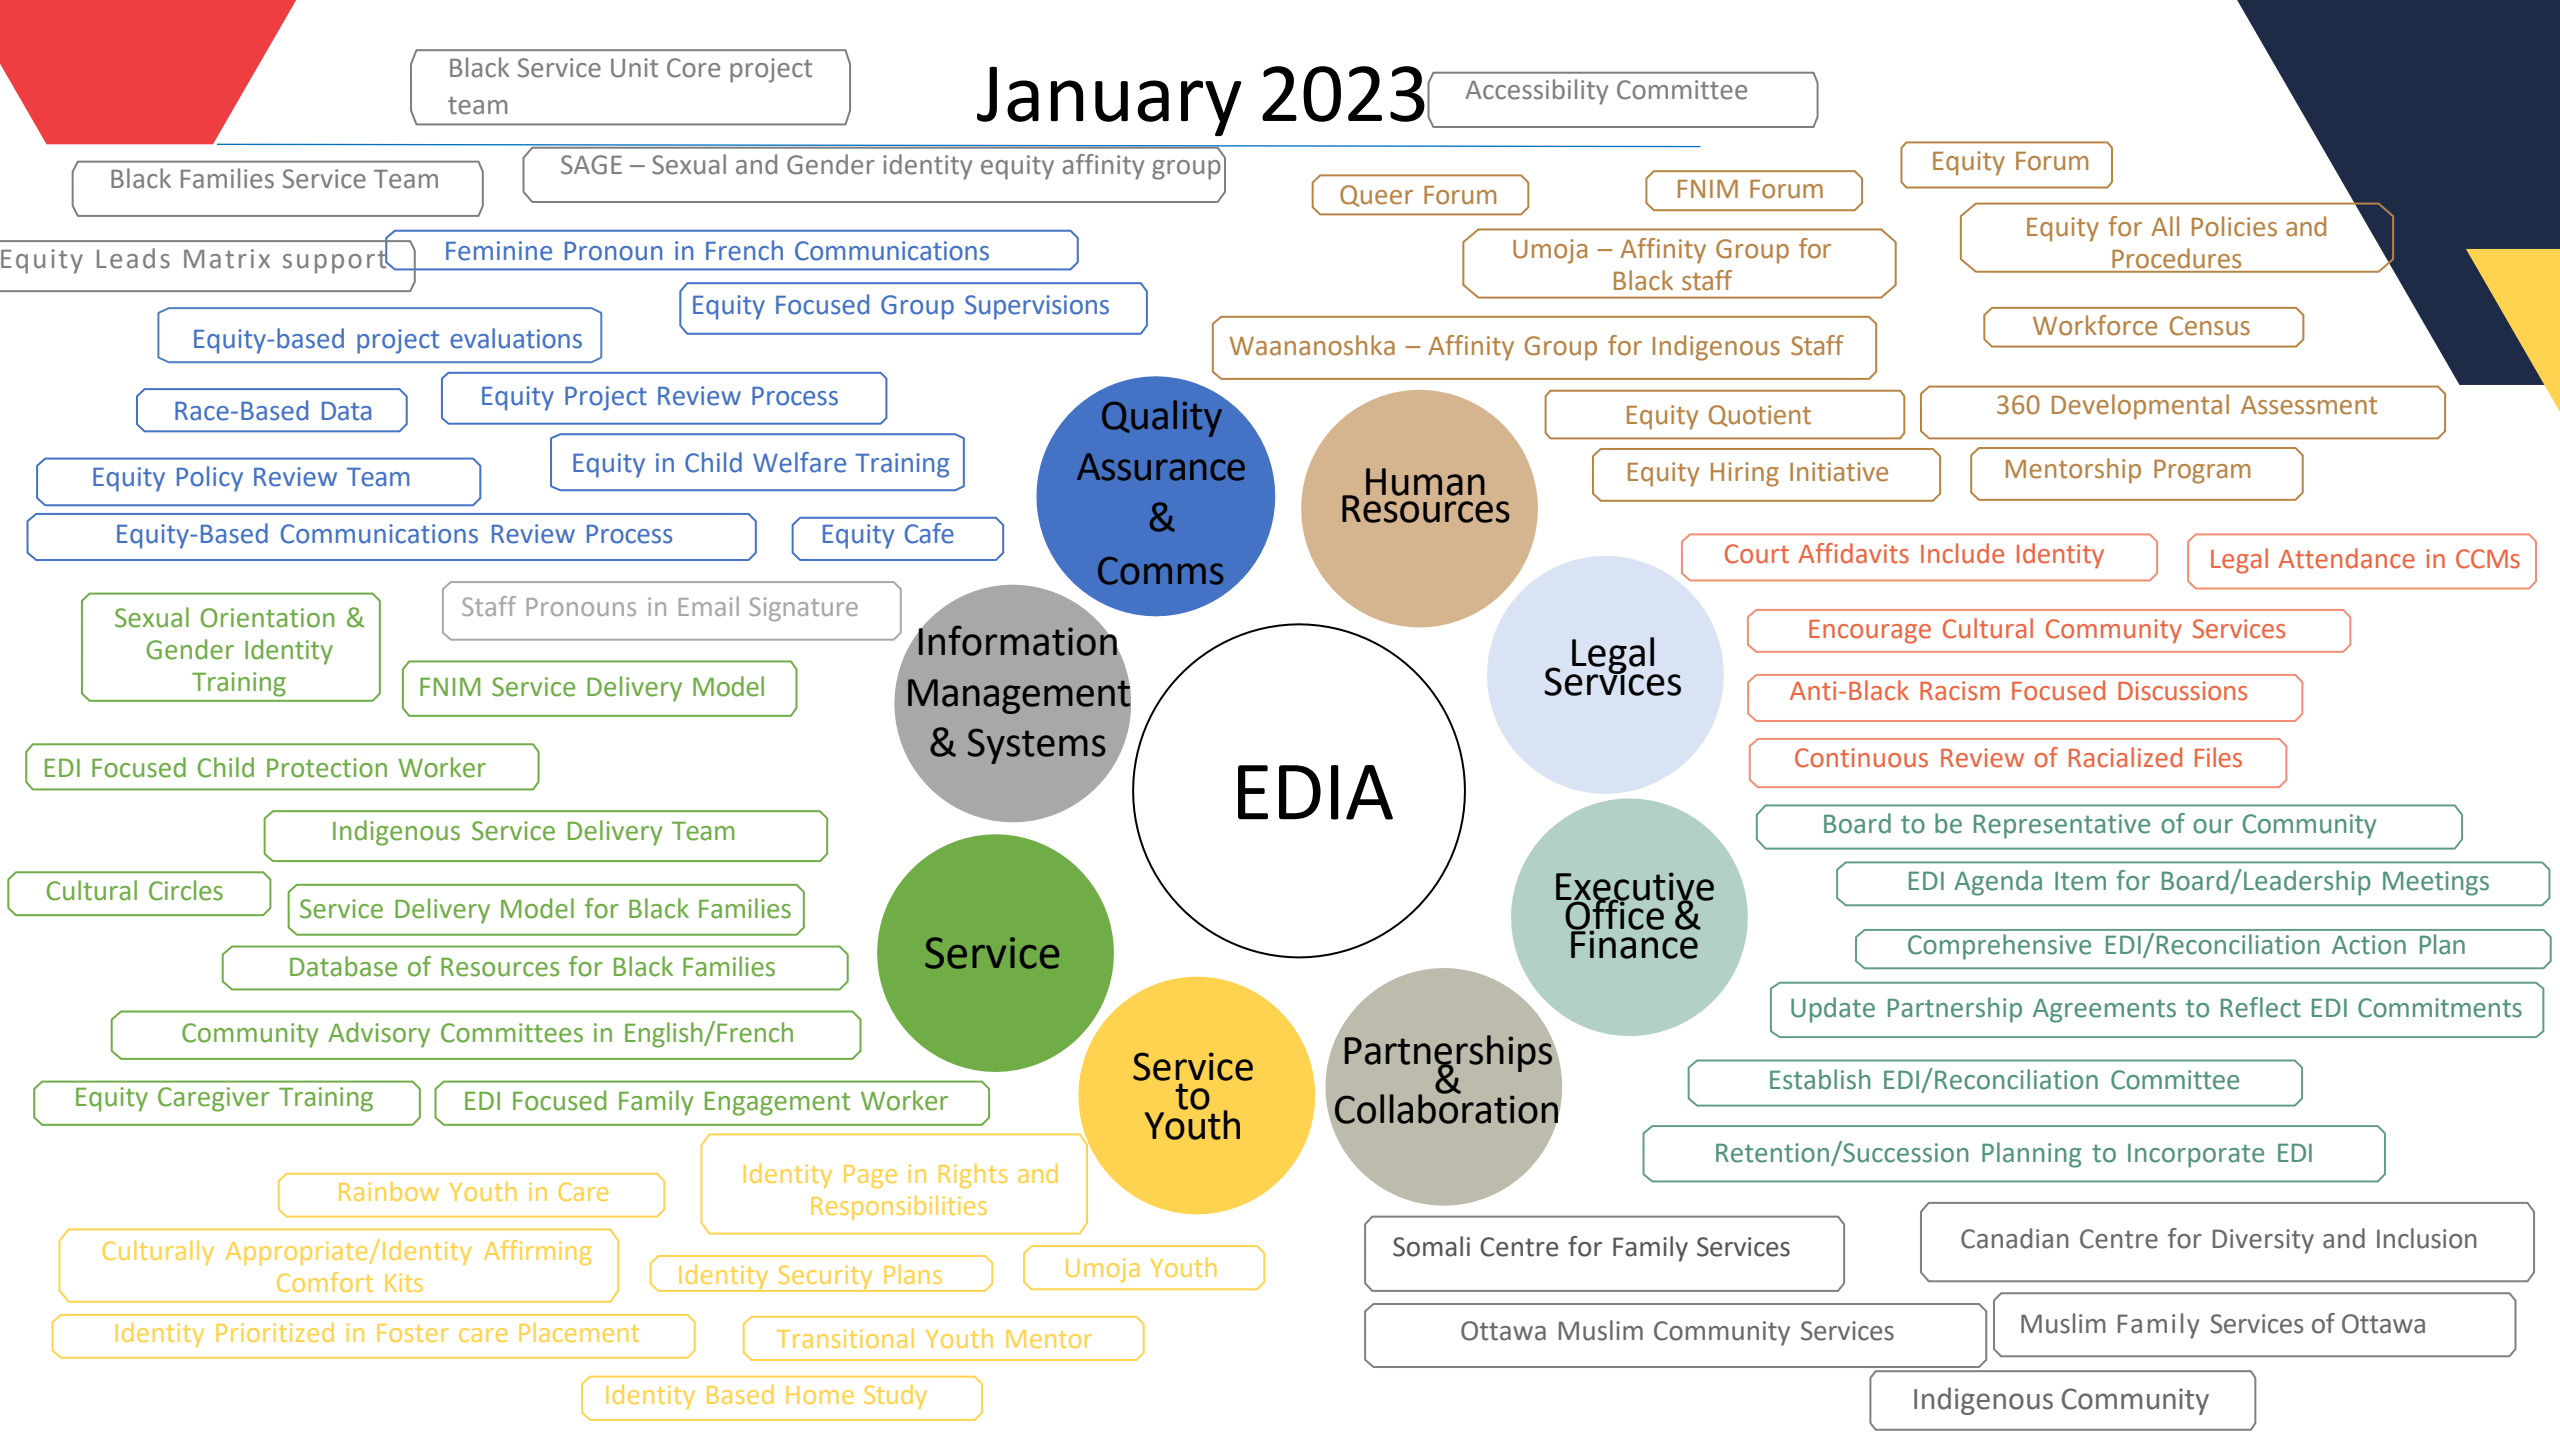 January 2023
Black Service Unit Core project
team
Accessibility Committee
Black Families Service Team
SAGE – Sexual and Gender identity equity affinity group
Equity Leads Matrix support
Feminine Pronoun in French Communications
Equity Focused Group Supervisions
Equity-based project evaluations
Race-Based Data
Equity Project Review Process
Equity Policy Review Team
Equity in Child Welfare Training
Equity-Based Communications Review Process
Equity Cafe
Queer Forum
FNIM Forum
Equity Forum
Umoja – Affinity Group for
Black staff
Equity for All Policies and
Procedures
Waananoshka – Affinity Group for Indigenous Staff
Workforce Census
Equity Quotient
360 Developmental Assessment
Equity Hiring Initiative
Mentorship Program
Quality
Assurance
&
Comms
Human
Resources
Information
Management
& Systems
Legal
Services
EDIA
Service
Executive
Office &
Finance
Service
to
Youth
Partnerships
&
Collaboration
Staff Pronouns in Email Signature
Sexual Orientation &
Gender Identity
Training
FNIM Service Delivery Model
EDI Focused Child Protection Worker
Indigenous Service Delivery Team
Cultural Circles
Service Delivery Model for Black Families
Database of Resources for Black Families
Community Advisory Committees in English/French
Equity Caregiver Training
EDI Focused Family Engagement Worker
Court Affidavits Include Identity
Legal Attendance in CCMs
Encourage Cultural Community Services
Anti-Black Racism Focused Discussions
Continuous Review of Racialized Files
Board to be Representative of our Community
EDI Agenda Item for Board/Leadership Meetings
Comprehensive EDI/Reconciliation Action Plan
Update Partnership Agreements to Reflect EDI Commitments
Establish EDI/Reconciliation Committee
Retention/Succession Planning to Incorporate EDI
Identity Page in Rights and
Responsibilities
Rainbow Youth in Care
Culturally Appropriate/Identity Affirming
Comfort Kits
Identity Security Plans
Umoja Youth
Identity Prioritized in Foster care Placement
Transitional Youth Mentor
Identity Based Home Study
Somali Centre for Family Services
Canadian Centre for Diversity and Inclusion
Ottawa Muslim Community Services
Muslim Family Services of Ottawa
Indigenous Community